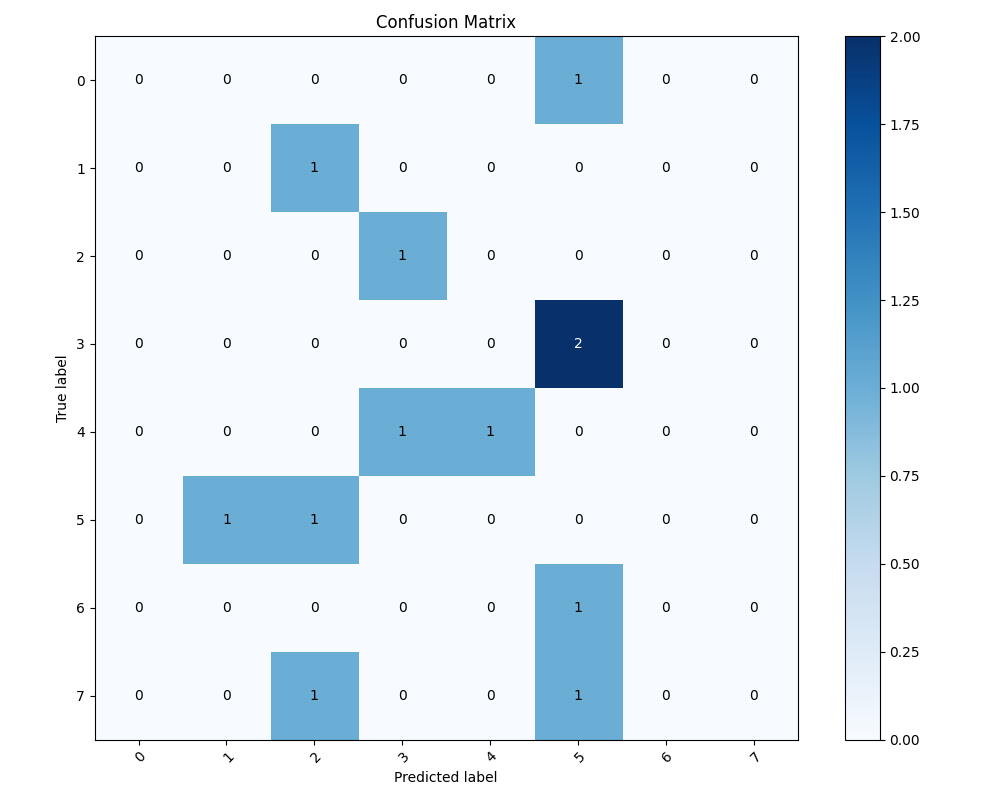 Confusion Matrix
0 0 0 0 0 0 1 0 0
1 0 0 1 0 0 0 0 0
2 0 0 0 1 0 0 0 0
3 0 0 0 0 0 2 0 0
4 0 0 0 1 1 0 0 0
5 0 1 1 0 0 0 0 0
6 0 0 0 0 0 1 0 0
7 0 0 1 0 0 1 0 0
0 1 2 3 4 5 6 7
True label
Predicted label
2.00
1.75
1.50
1.25
1.00
0.75
0.50
0.25
0.00